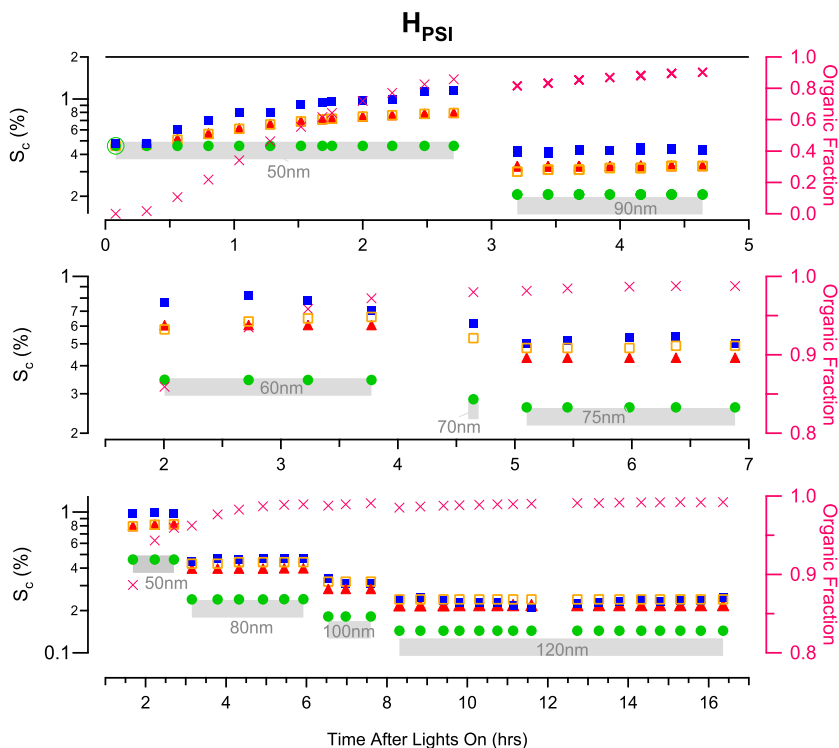 H_PSI
S_c (%)
2
1
8
6
4
2
1.0
0.8
0.6
0.4
0.2
0.0
Organic Fraction
50nm
90nm
0 1 2 3 4 5
S_c (%)
1
7
6
5
4
3
2
1.0
0.9
0.8
Organic Fraction
60nm
70nm
75nm
2 3 4 5 6 7
S_c (%)
1
8
6
4
2
0.1
1.0
0.9
0.8
Organic Fraction
50nm
80nm
100nm
120nm
2 4 6 8 10 12 14 16
Time After Lights On (hrs)